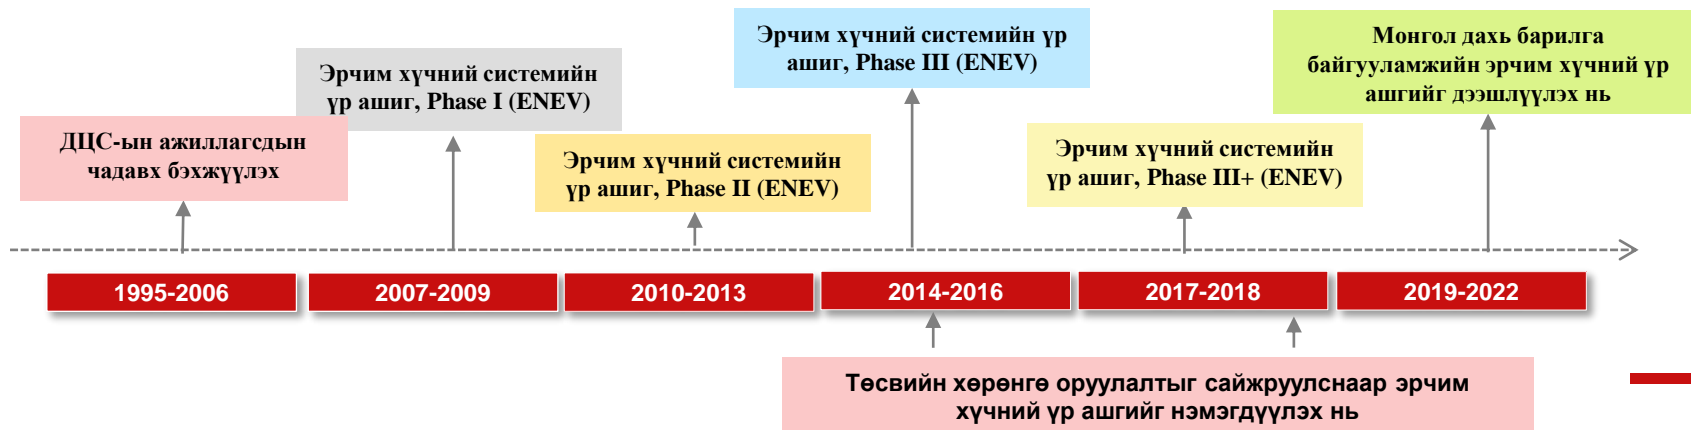 ДЦС-ын ажиллагсдын
чадавх бэхжүүлэх
Эрчим хүчний системийн
үр ашиг, Phase I (ENEV)
Эрчим хүчний системийн
үр ашиг, Phase II (ENEV)
Эрчим хүчний системийн үр
ашиг, Phase III (ENEV)
Эрчим хүчний системийн
үр ашиг, Phase III+ (ENEV)
Монгол дахь барилга
байгууламжийн эрчим хүчний үр
ашгийг дээшлүүлэх нь
1995-2006
2007-2009
2010-2013
2014-2016
2017-2018
2019-2022
Төсвийн хөрөнгө оруулалтыг сайжруулснаар эрчим
хүчний үр ашгийг нэмэгдүүлэх нь